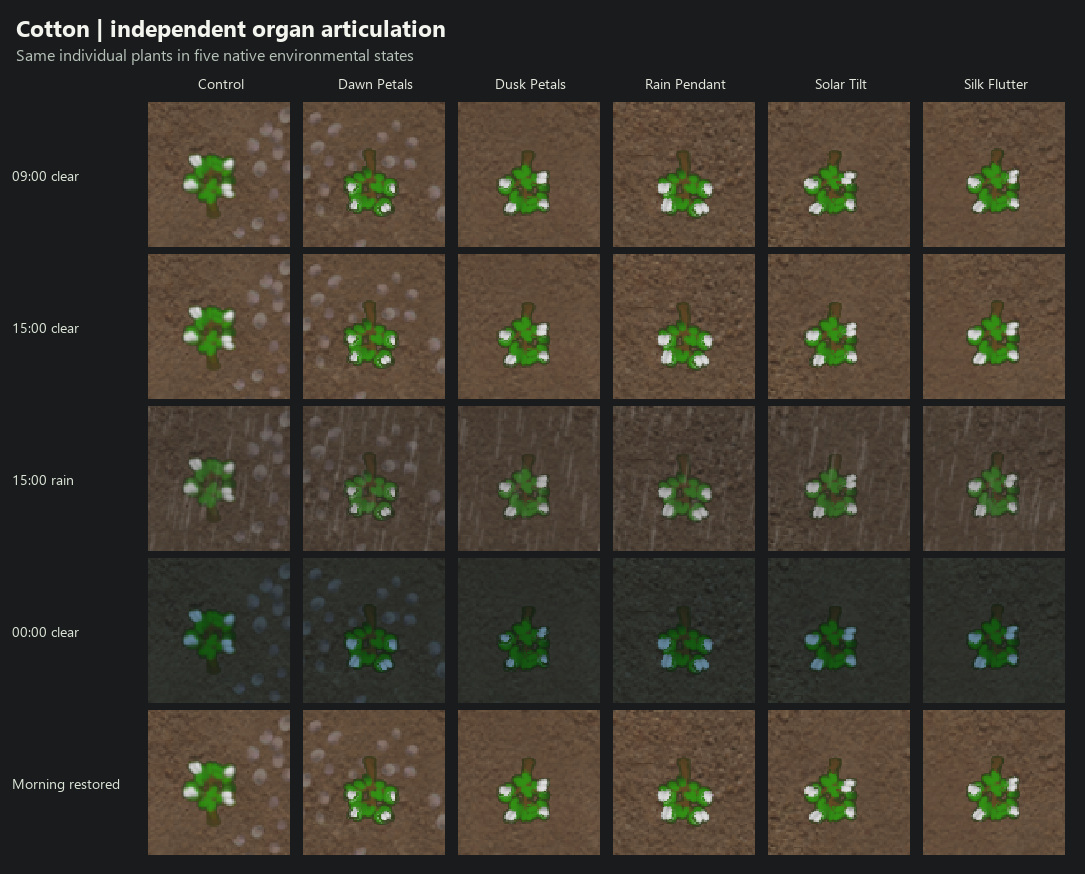 Cotton | independent organ articulation
Same individual plants in five native environmental states
Control Dawn Petals Dusk Petals Rain Pendant Solar Tilt Silk Flutter
09:00 clear
15:00 clear
15:00 rain
00:00 clear
Morning restored